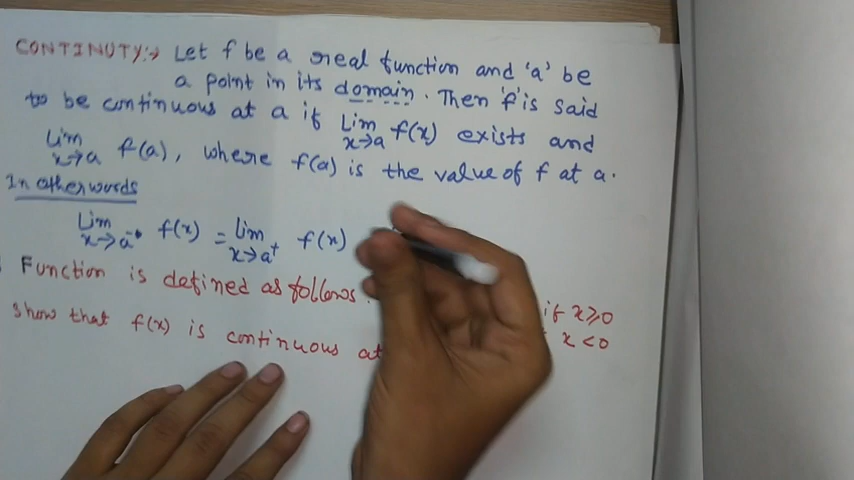 CONTINUTY:→ Let f be a real function and 'a' be
a point in its domain. Then 'f' is said
to be continuous at a if Lim x→a f(x) exists and
Lim x→a f(a), where f(a) is the value of f at a.
In other words
Lim x→a⁻ f(x) = lim x→a⁺ f(x)
Function is defined as follows. if x≥0
Show that f(x) is continuous at x<0